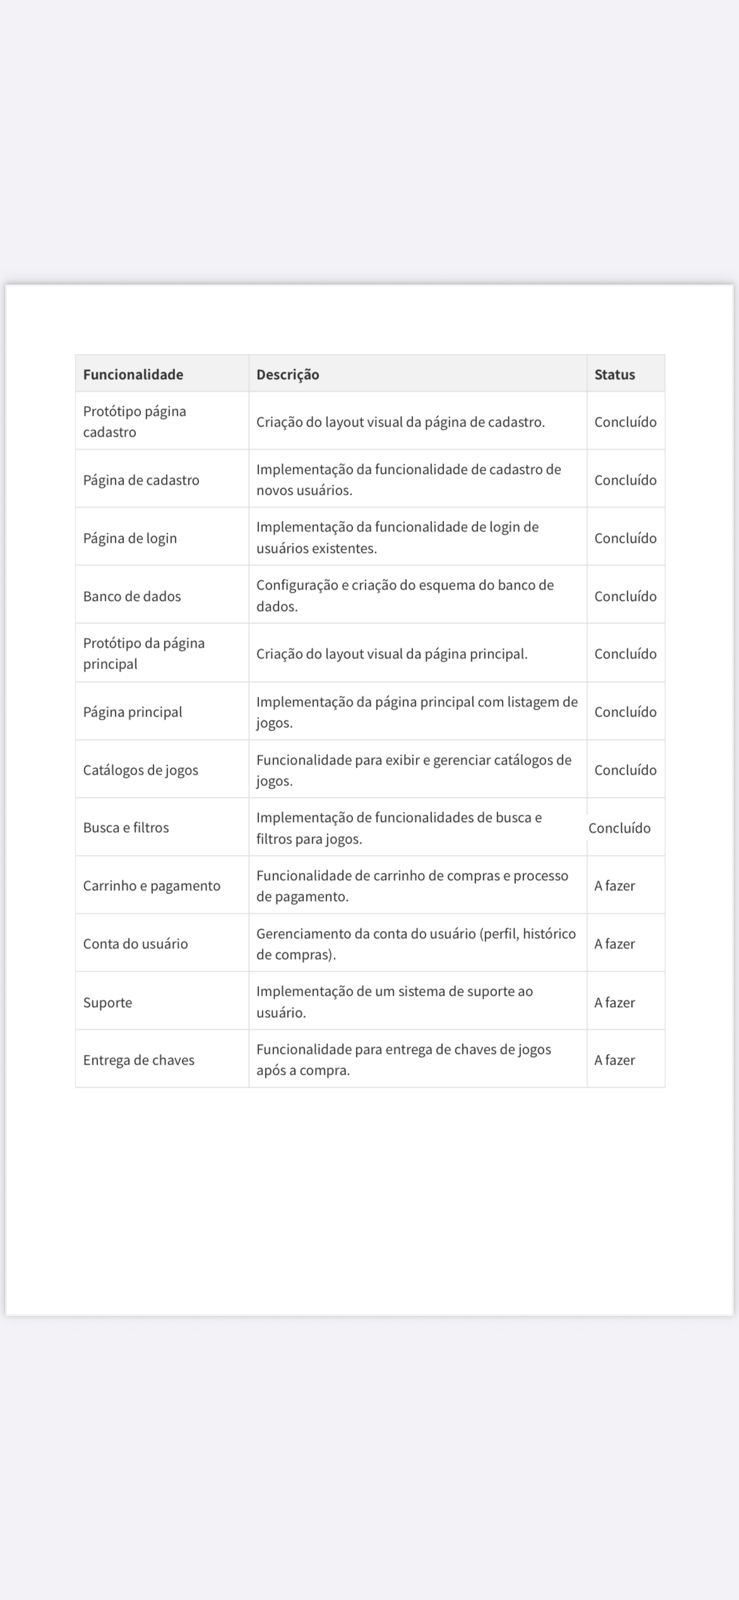 Funcionalidade Descrição Status
Protótipo página
cadastro
Criação do layout visual da página de cadastro.
Concluído
Página de cadastro
Implementação da funcionalidade de cadastro de
novos usuários.
Concluído
Página de login
Implementação da funcionalidade de login de
usuários existentes.
Concluído
Banco de dados
Configuração e criação do esquema do banco de
dados.
Concluído
Protótipo da página
principal
Criação do layout visual da página principal.
Concluído
Página principal
Implementação da página principal com listagem de
jogos.
Concluído
Catálogos de jogos
Funcionalidade para exibir e gerenciar catálogos de
jogos.
Concluído
Busca e filtros
Implementação de funcionalidades de busca e
filtros para jogos.
Concluído
Carrinho e pagamento
Funcionalidade de carrinho de compras e processo
de pagamento.
A fazer
Conta do usuário
Gerenciamento da conta do usuário (perfil, histórico
de compras).
A fazer
Suporte
Implementação de um sistema de suporte ao
usuário.
A fazer
Entrega de chaves
Funcionalidade para entrega de chaves de jogos
após a compra.
A fazer